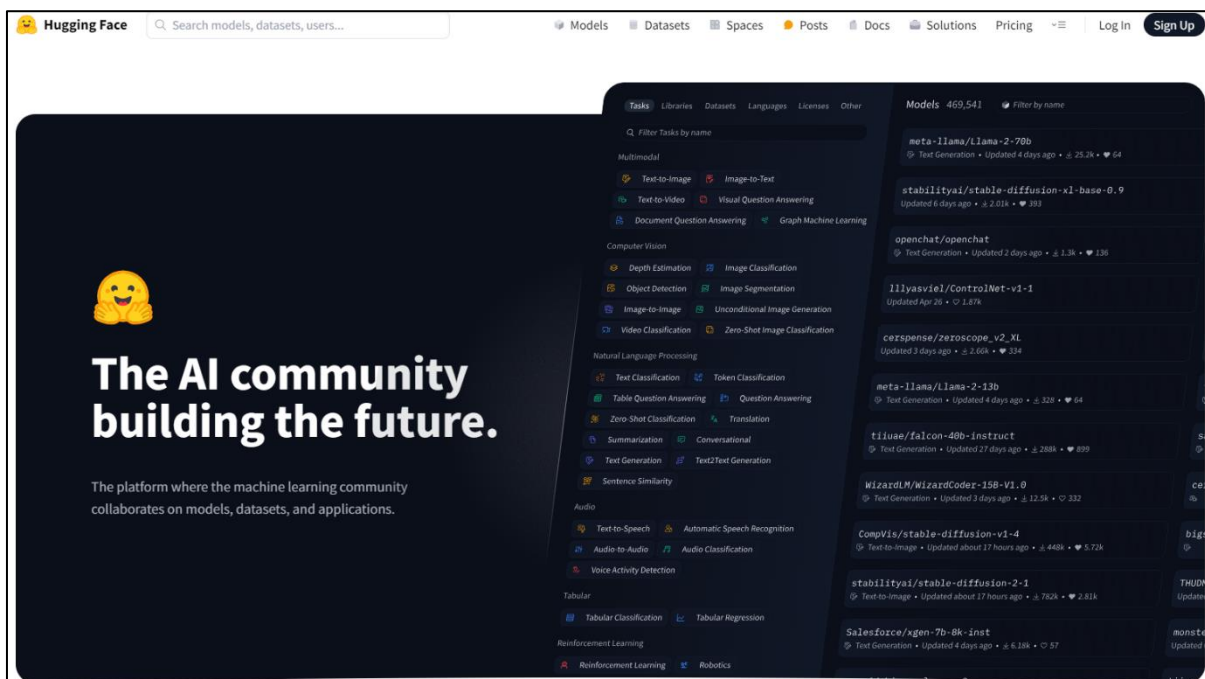 Hugging Face
Search models, datasets, users...
Models
Datasets
Spaces
Posts
Docs
Solutions
Pricing
Log In
Sign Up
The AI community
building the future.
The platform where the machine learning community
collaborates on models, datasets, and applications.
Tasks Libraries Datasets Languages Licenses Other
Filter Tasks by name
Multimodal
Text-to-Image Image-to-Text
Text-to-Video Visual Question Answering
Document Question Answering Graph Machine Learning
Computer Vision
Depth Estimation Image Classification
Object Detection Image Segmentation
Image-to-Image Unconditional Image Generation
Video Classification Zero-Shot Image Classification
Natural Language Processing
Text Classification Token Classification
Table Question Answering Question Answering
Zero-Shot Classification Translation
Summarization Conversational
Text Generation Text2Text Generation
Sentence Similarity
Audio
Text-to-Speech Automatic Speech Recognition
Audio-to-Audio Audio Classification
Voice Activity Detection
Tabular
Tabular Classification Tabular Regression
Reinforcement Learning
Reinforcement Learning Robotics
Models 469,541 Filter by name
meta-llama/Llama-2-70b
Text Generation • Updated 4 days ago • 25.2k • 64
stabilityai/stable-diffusion-xl-base-0.9
Updated 6 days ago • 2.01k • 393
openchat/openchat
Text Generation • Updated 2 days ago • 1.3k • 136
lllyasviel/ControlNet-v1-1
Updated Apr 26 • 1.87k
cerspense/zeroscope_v2_XL
Updated 3 days ago • 2.66k • 334
meta-llama/Llama-2-13b
Text Generation • Updated 4 days ago • 328 • 64
tiiuae/falcon-40b-instruct
Text Generation • Updated 27 days ago • 288k • 899
WizardLM/WizardCoder-15B-V1.0
Text Generation • Updated 3 days ago • 12.5k • 332
CompVis/stable-diffusion-v1-4
Text-to-Image • Updated about 17 hours ago • 448k • 5.72k
stabilityai/stable-diffusion-2-1
Text-to-Image • Updated about 17 hours ago • 782k • 2.81k
Salesforce/xgen-7b-8k-inst
Text Generation • Updated 4 days ago • 6.18k • 57